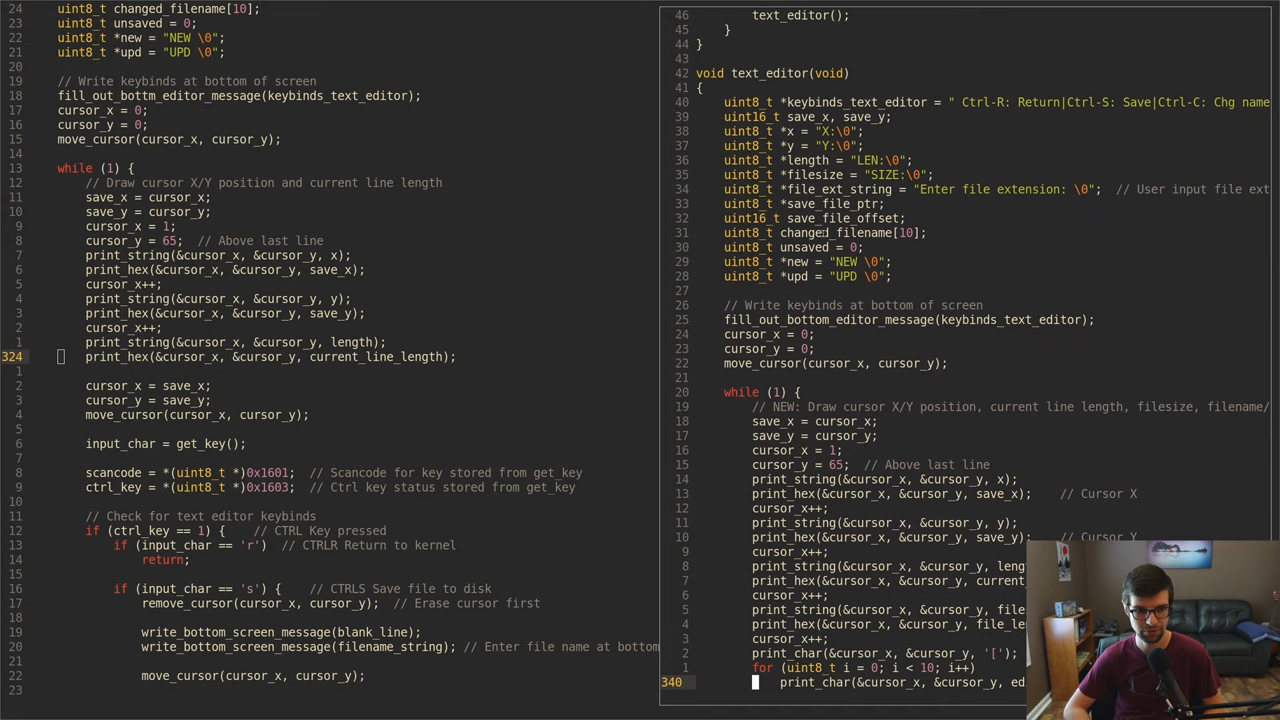 24 uint8_t changed_filename[10];
23 uint8_t unsaved = 0;
22 uint8_t *new = "NEW \0";
21 uint8_t *upd = "UPD \0";
20
19 // Write keybinds at bottom of screen
18 fill_out_bottm_editor_message(keybinds_text_editor);
17 cursor_x = 0;
16 cursor_y = 0;
15 move_cursor(cursor_x, cursor_y);
14
13 while (1) {
12 // Draw cursor X/Y position and current line length
11 save_x = cursor_x;
10 save_y = cursor_y;
9 cursor_x = 1;
8 cursor_y = 65; // Above last line
7 print_string(&cursor_x, &cursor_y, x);
6 print_hex(&cursor_x, &cursor_y, save_x);
5 cursor_x++;
4 print_string(&cursor_x, &cursor_y, y);
3 print_hex(&cursor_x, &cursor_y, save_y);
2 cursor_x++;
1 print_string(&cursor_x, &cursor_y, length);
324 print_hex(&cursor_x, &cursor_y, current_line_length);
1
2 cursor_x = save_x;
3 cursor_y = save_y;
4 move_cursor(cursor_x, cursor_y);
5
6 input_char = get_key();
7
8 scancode = *(uint8_t *)0x1601; // Scancode for key stored from get_key
9 ctrl_key = *(uint8_t *)0x1603; // Ctrl key status stored from get_key
10
11 // Check for text editor keybinds
12 if (ctrl_key == 1) { // CTRL Key pressed
13 if (input_char == 'r') // CTRLR Return to kernel
14 return;
15
16 if (input_char == 's') { // CTRLS Save file to disk
17 remove_cursor(cursor_x, cursor_y); // Erase cursor first
18
19 write_bottom_screen_message(blank_line);
20 write_bottom_screen_message(filename_string); // Enter file name at bottom
21
22 move_cursor(cursor_x, cursor_y);
23
46 text_editor();
45 }
44 }
43
42 void text_editor(void)
41 {
40 uint8_t *keybinds_text_editor = " Ctrl-R: Return|Ctrl-S: Save|Ctrl-C: Chg name
39 uint16_t save_x, save_y;
38 uint8_t *x = "X:\0";
37 uint8_t *y = "Y:\0";
36 uint8_t *length = "LEN:\0";
35 uint8_t *filesize = "SIZE:\0";
34 uint8_t *file_ext_string = "Enter file extension: \0"; // User input file ext
33 uint8_t *save_file_ptr;
32 uint16_t save_file_offset;
31 uint8_t changed_filename[10];
30 uint8_t unsaved = 0;
29 uint8_t *new = "NEW \0";
28 uint8_t *upd = "UPD \0";
27
26 // Write keybinds at bottom of screen
25 fill_out_bottom_editor_message(keybinds_text_editor);
24 cursor_x = 0;
23 cursor_y = 0;
22 move_cursor(cursor_x, cursor_y);
21
20 while (1) {
19 // NEW: Draw cursor X/Y position, current line length, filesize, filename/
18 save_x = cursor_x;
17 save_y = cursor_y;
16 cursor_x = 1;
15 cursor_y = 65; // Above last line
14 print_string(&cursor_x, &cursor_y, x);
13 print_hex(&cursor_x, &cursor_y, save_x); // Cursor X
12 cursor_x++;
11 print_string(&cursor_x, &cursor_y, y);
10 print_hex(&cursor_x, &cursor_y, save_y); // Cursor Y
9 cursor_x++;
8 print_string(&cursor_x, &cursor_y, leng
7 print_hex(&cursor_x, &cursor_y, current
6 cursor_x++;
5 print_string(&cursor_x, &cursor_y, file
4 print_hex(&cursor_x, &cursor_y, file_le
3 cursor_x++;
2 print_char(&cursor_x, &cursor_y, '[');
1 for (uint8_t i = 0; i < 10; i++)
340 print_char(&cursor_x, &cursor_y, ed